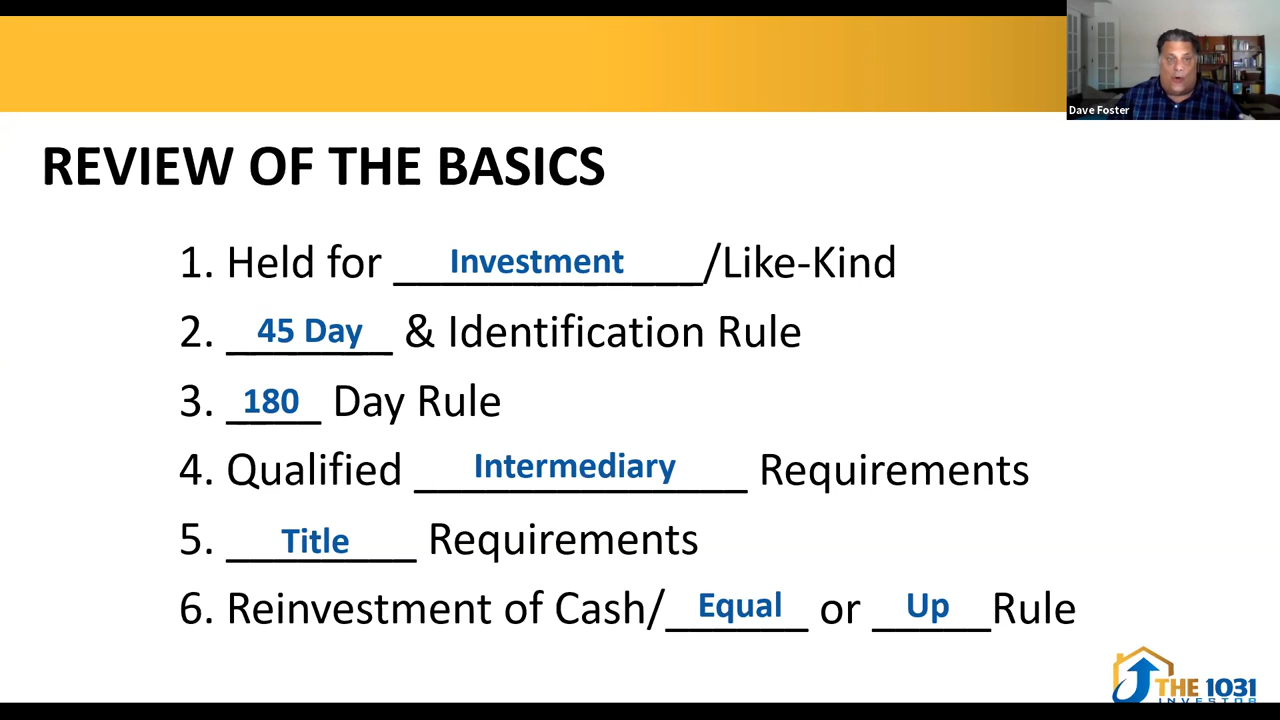 Dave Foster
REVIEW OF THE BASICS
1. Held for Investment/Like-Kind
2. 45 Day & Identification Rule
3. 180 Day Rule
4. Qualified Intermediary Requirements
5. Title Requirements
6. Reinvestment of Cash/Equal or Up Rule
THE 1031
INVESTOR